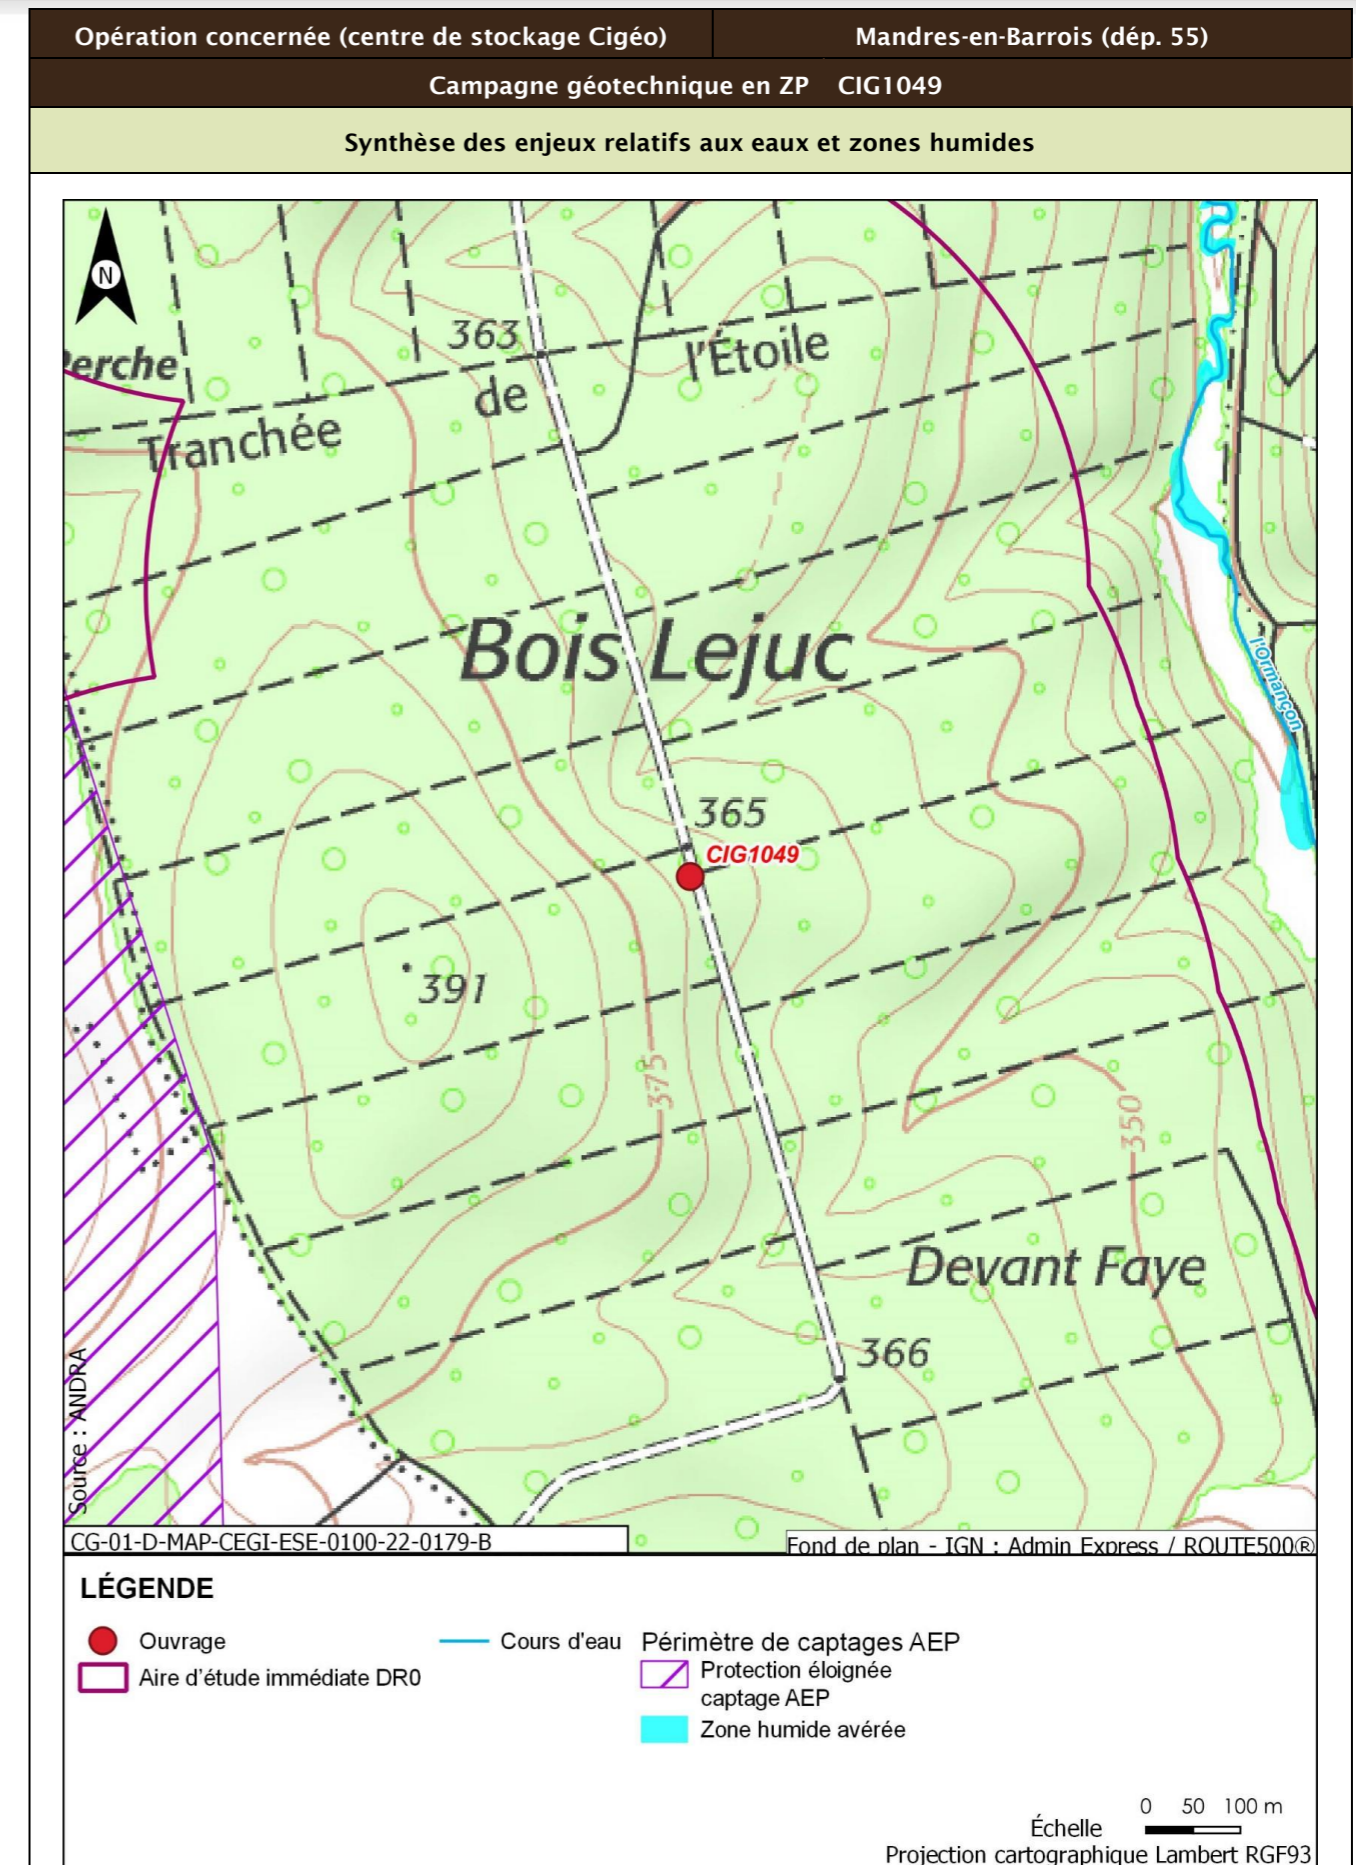 Opération concernée (centre de stockage Cigéo) Mandres-en-Barrois (dép. 55)
Campagne géotechnique en ZP CIG1049
Synthèse des enjeux relatifs aux eaux et zones humides
N
363
l'Étoile
erche
de
Tranchée
Bois Lejuc
l'Ormançon
365
CIG1049
391
375
350
Devant Faye
366
Source : ANDRA
CG-01-D-MAP-CEGI-ESE-0100-22-0179-B
Fond de plan - IGN : Admin Express / ROUTE500®
LÉGENDE
Ouvrage
Cours d'eau
Périmètre de captages AEP
Aire d'étude immédiate DR0
Protection éloignée
captage AEP
Zone humide avérée
0 50 100 m
Échelle
Projection cartographique Lambert RGF93